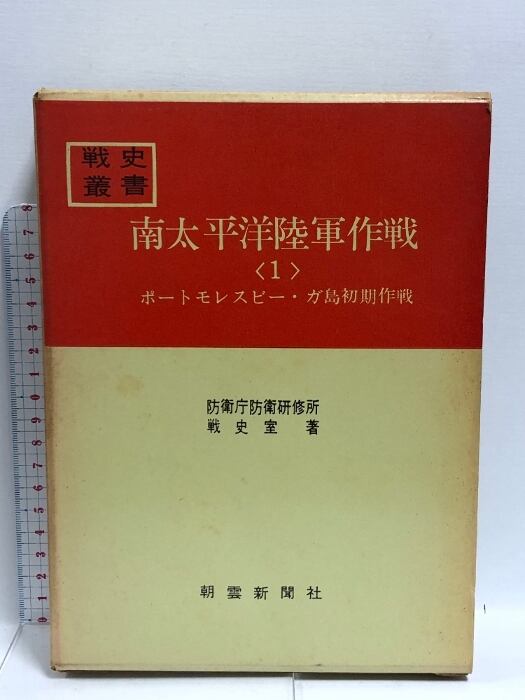 戦史
叢書
南太平洋陸軍作戦
〈1〉
ポートモレスビー・ガ島初期作戦
防衛庁防衛研修所
戦史室 著
朝雲新聞社